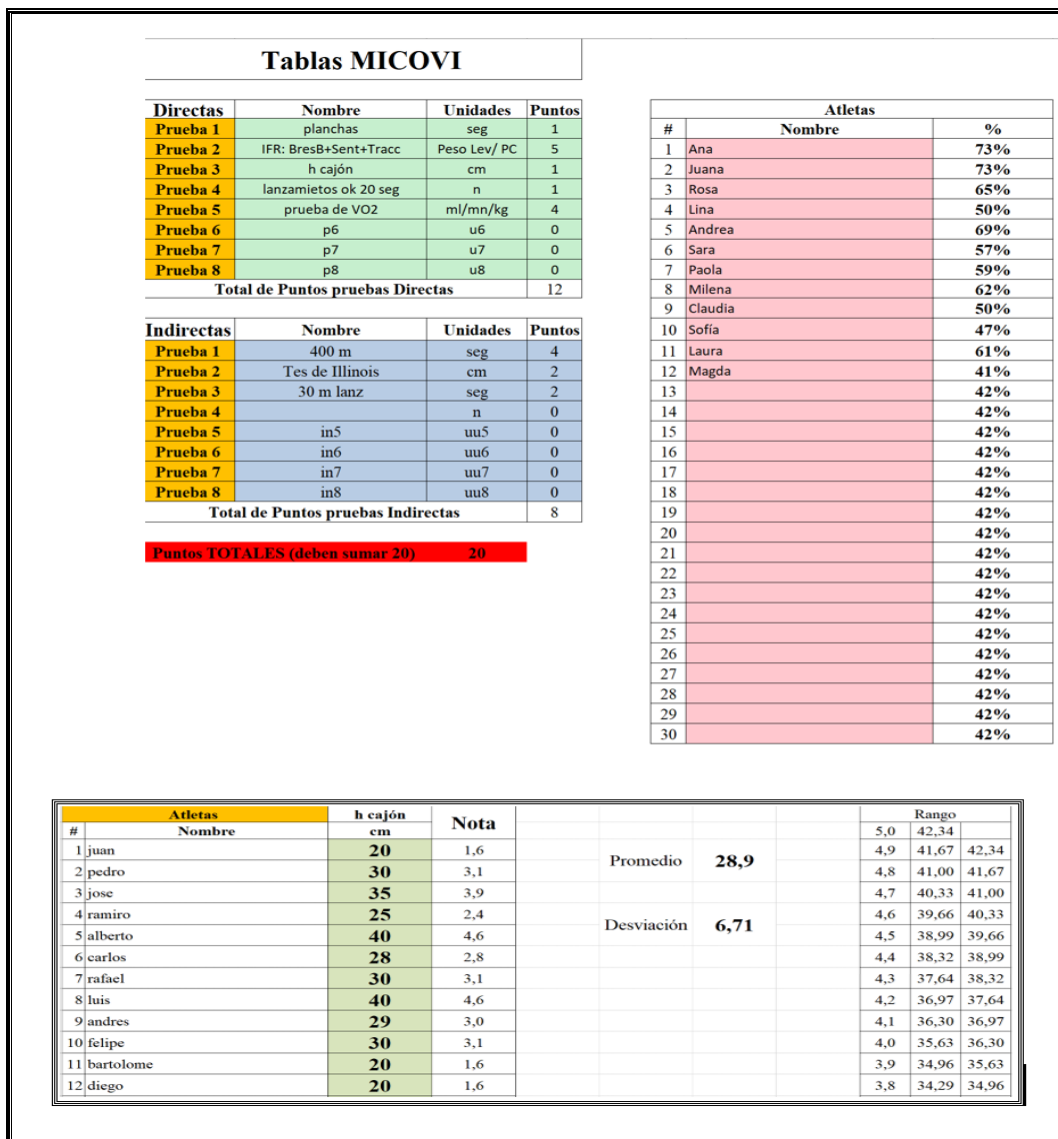 Tablas MICOVI
Directas Nombre Unidades Puntos
Prueba 1 planchas seg 1
Prueba 2 IFR: BresB+Sent+Tracc Peso Lev/ PC 5
Prueba 3 h cajón cm 1
Prueba 4 lanzamietos ok 20 seg n 1
Prueba 5 prueba de VO2 ml/mn/kg 4
Prueba 6 p6 u6 0
Prueba 7 p7 u7 0
Prueba 8 p8 u8 0
Total de Puntos pruebas Directas 12
Indirectas Nombre Unidades Puntos
Prueba 1 400 m seg 4
Prueba 2 Tes de Illinois cm 2
Prueba 3 30 m lanz seg 2
Prueba 4 n 0
Prueba 5 in5 uu5 0
Prueba 6 in6 uu6 0
Prueba 7 in7 uu7 0
Prueba 8 in8 uu8 0
Total de Puntos pruebas Indirectas 8
Puntos TOTALES (deben sumar 20) 20
Atletas
# Nombre %
1 Ana 73%
2 Juana 73%
3 Rosa 65%
4 Lina 50%
5 Andrea 69%
6 Sara 57%
7 Paola 59%
8 Milena 62%
9 Claudia 50%
10 Sofía 47%
11 Laura 61%
12 Magda 41%
13 42%
14 42%
15 42%
16 42%
17 42%
18 42%
19 42%
20 42%
21 42%
22 42%
23 42%
24 42%
25 42%
26 42%
27 42%
28 42%
29 42%
30 42%
Atletas h cajón Nota
# Nombre cm
1 juan 20 1,6
2 pedro 30 3,1
3 jose 35 3,9
4 ramiro 25 2,4
5 alberto 40 4,6
6 carlos 28 2,8
7 rafael 30 3,1
8 luis 40 4,6
9 andres 29 3,0
10 felipe 30 3,1
11 bartolome 20 1,6
12 diego 20 1,6
Promedio 28,9
Desviación 6,71
Rango
5,0 42,34
4,9 41,67 42,34
4,8 41,00 41,67
4,7 40,33 41,00
4,6 39,66 40,33
4,5 38,99 39,66
4,4 38,32 38,99
4,3 37,64 38,32
4,2 36,97 37,64
4,1 36,30 36,97
4,0 35,63 36,30
3,9 34,96 35,63
3,8 34,29 34,96